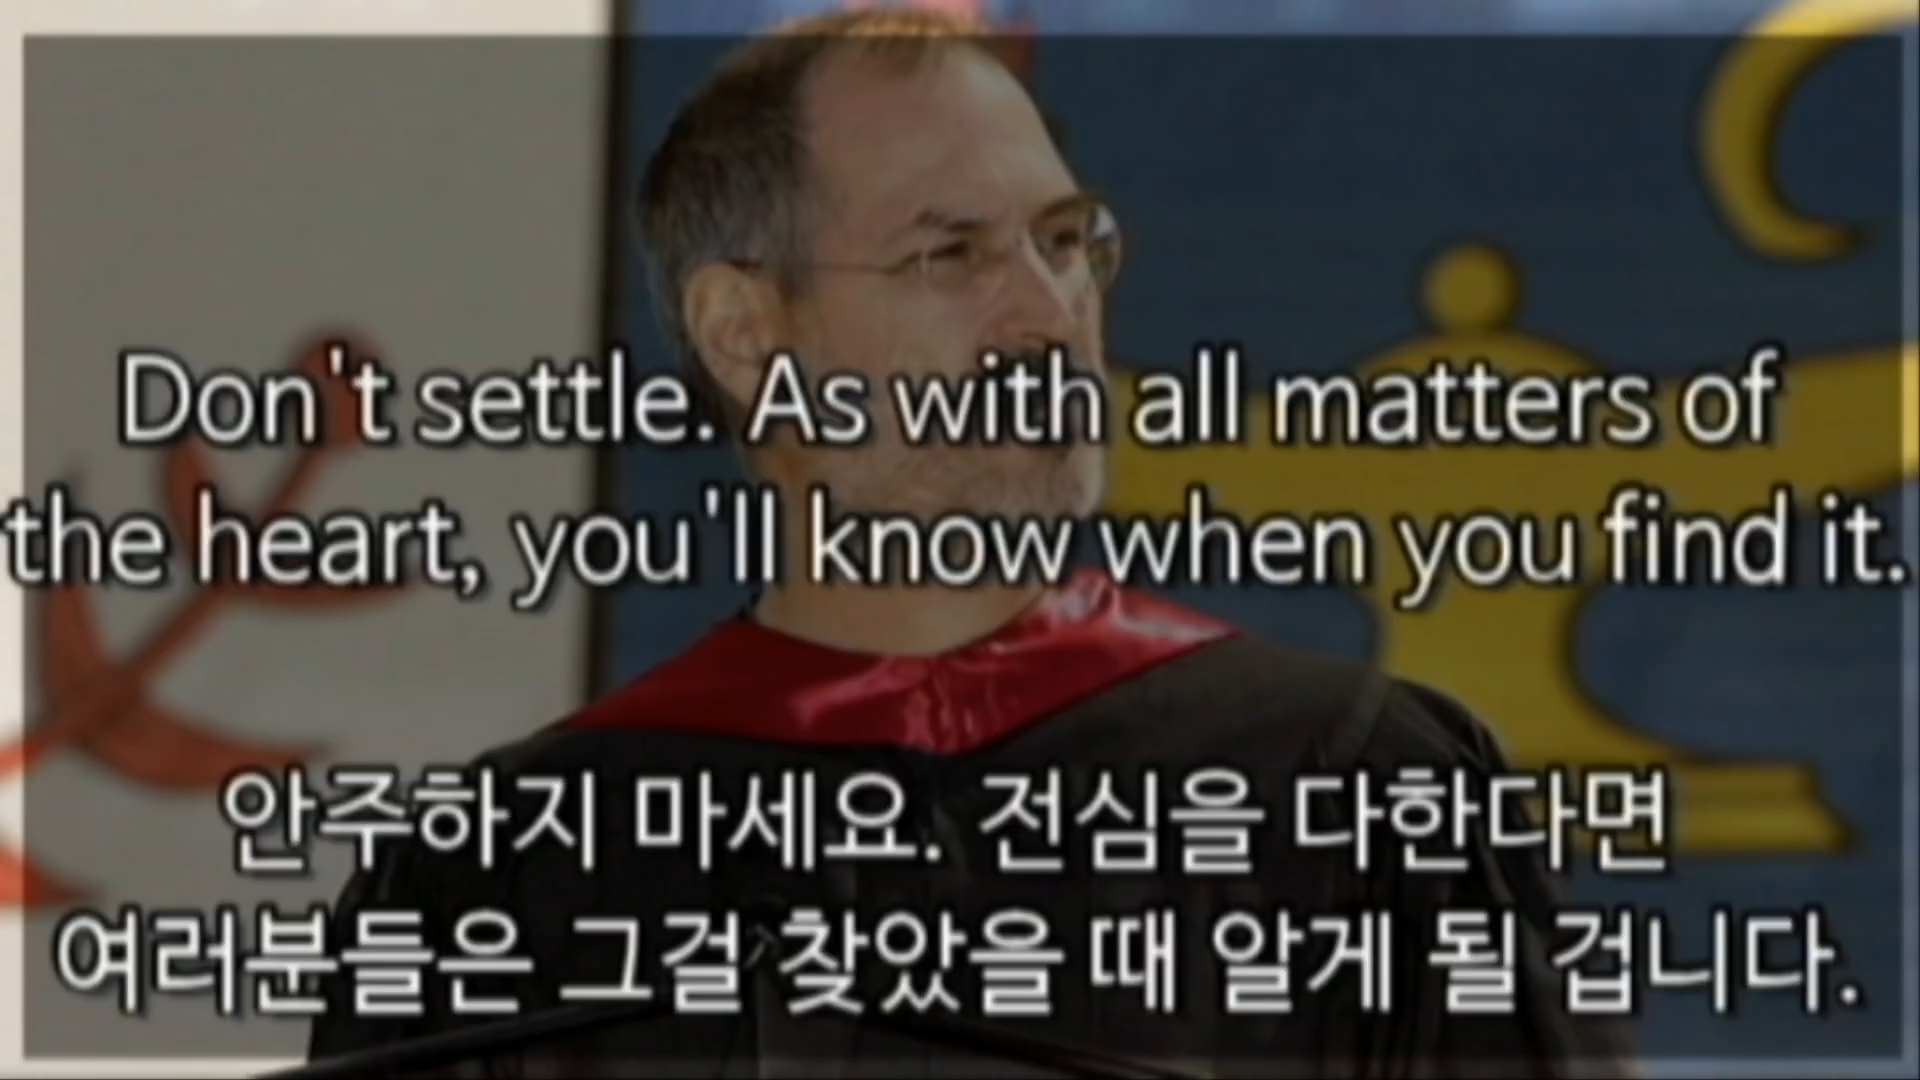 Don't settle. As with all matters of
the heart, you'll know when you find it.
안주하지 마세요. 전심을 다한다면
여러분들은 그걸 찾았을 때 알게 될 겁니다.